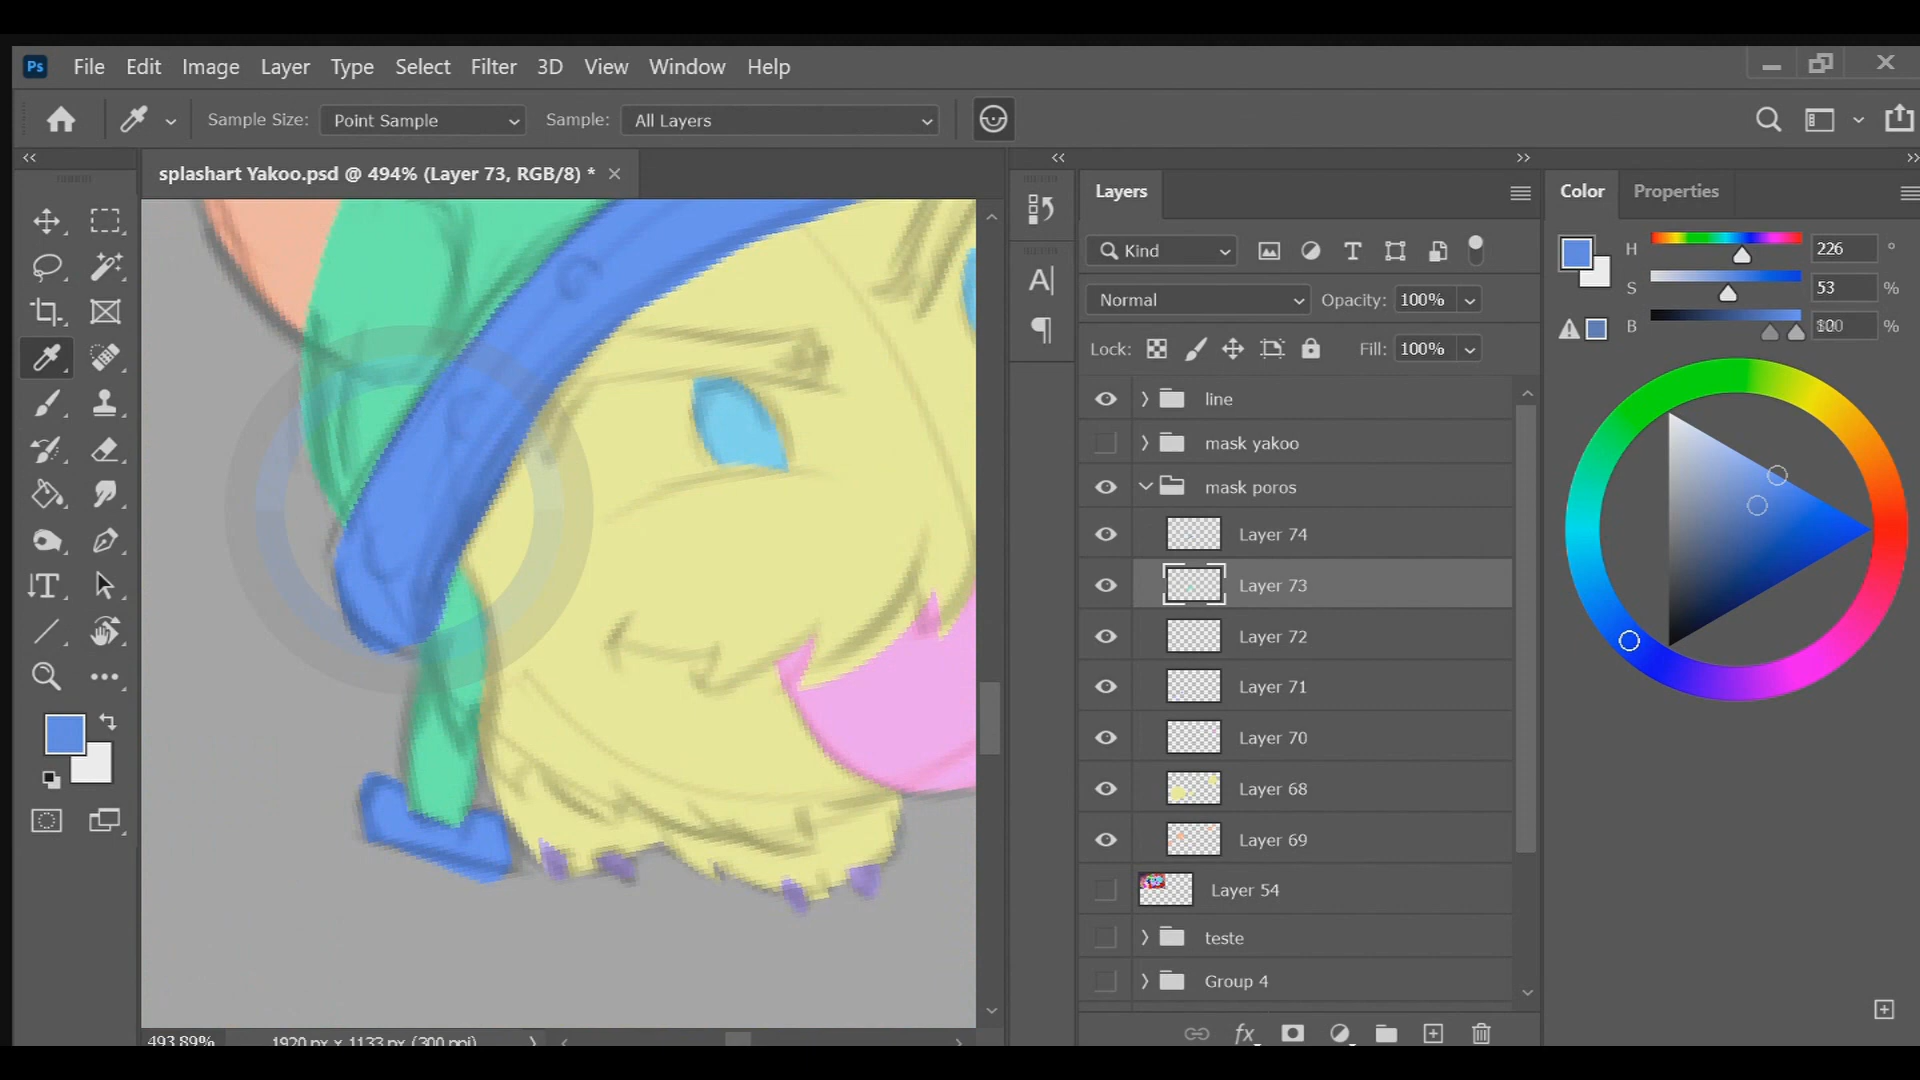 Ps File Edit Image Layer Type Select Filter 3D View Window Help
Sample Size: Point Sample Sample: All Layers
splashart Yakoo.psd @ 494% (Layer 73, RGB/8) *
Layers
Color Properties
Kind
H 226 °
S 53 %
B %
Normal Opacity: 100%
Lock: Fill: 100%
line
mask yakoo
mask poros
Layer 74
Layer 73
Layer 72
Layer 71
Layer 70
Layer 68
Layer 69
Layer 54
teste
Group 4
fx
493.89% 1920 px x 1133 px (300 ppi)